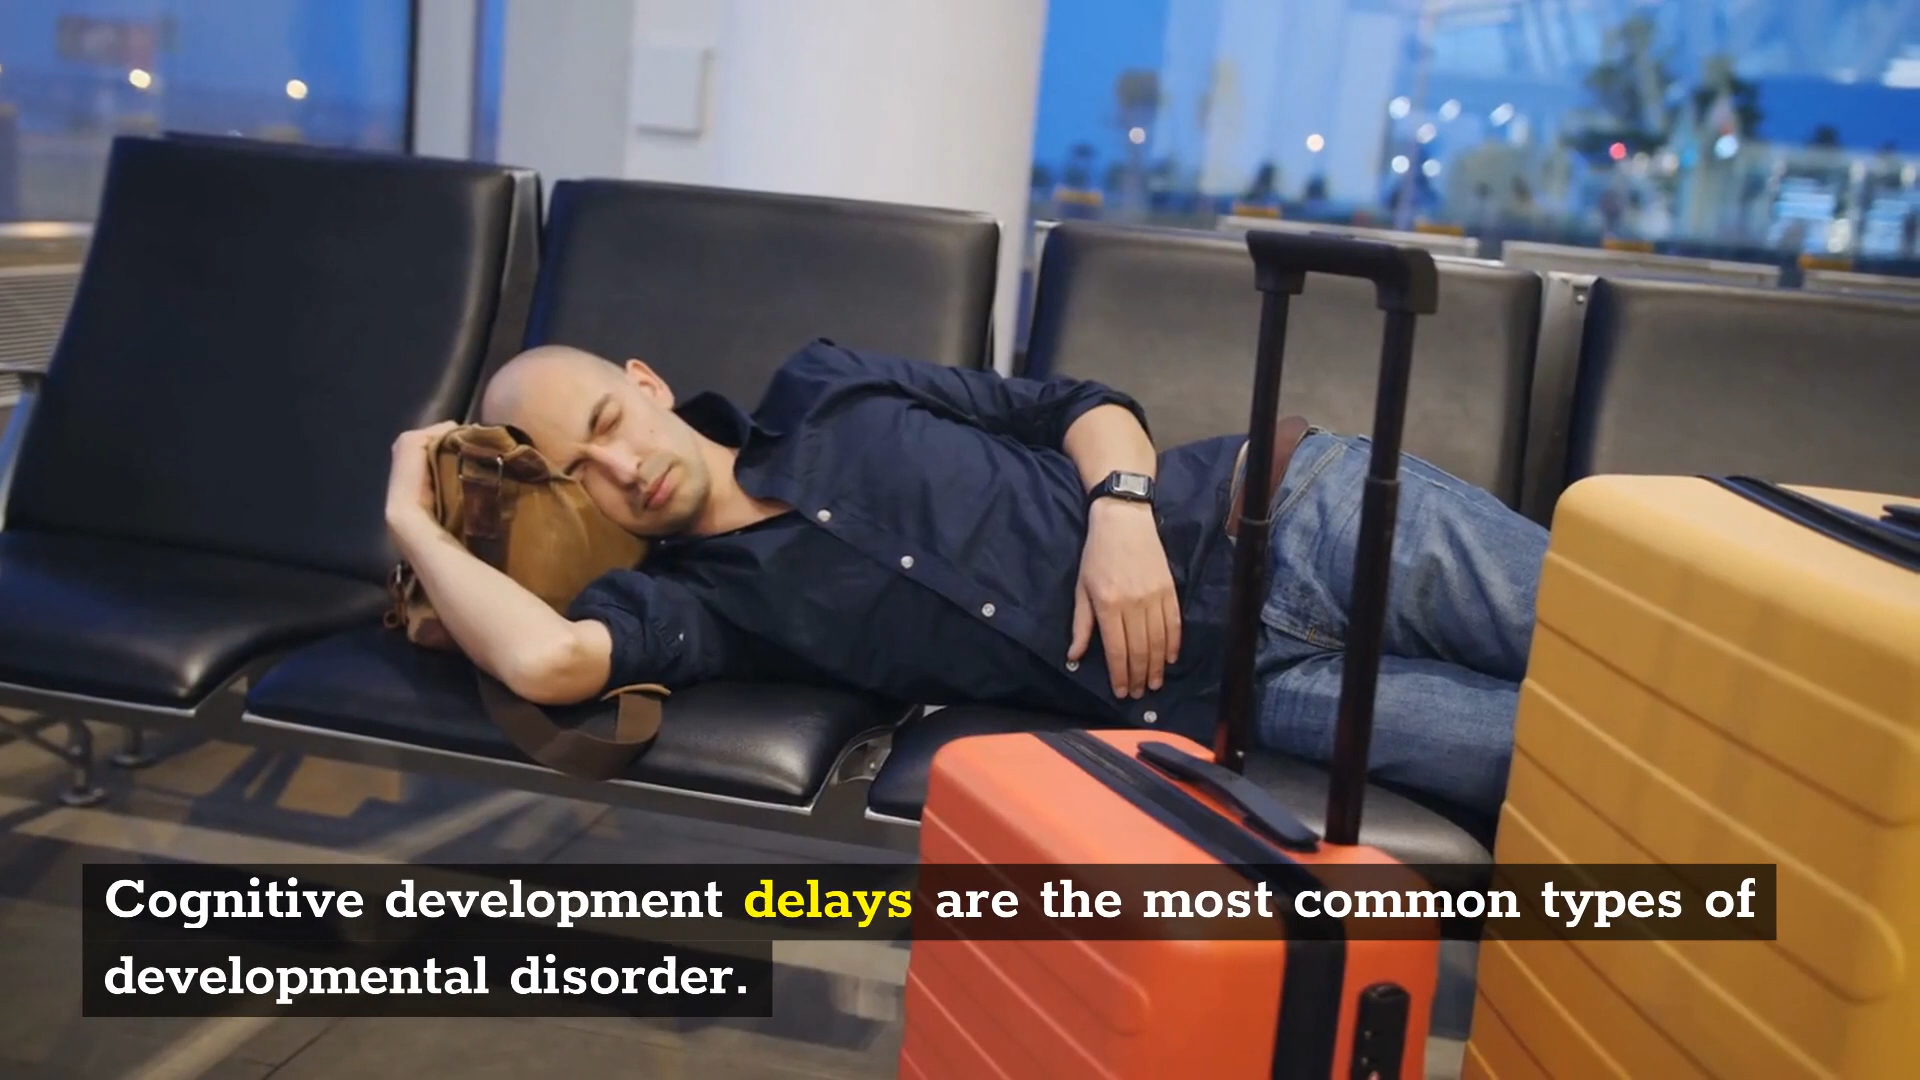 Cognitive development delays are the most common types of
developmental disorder.